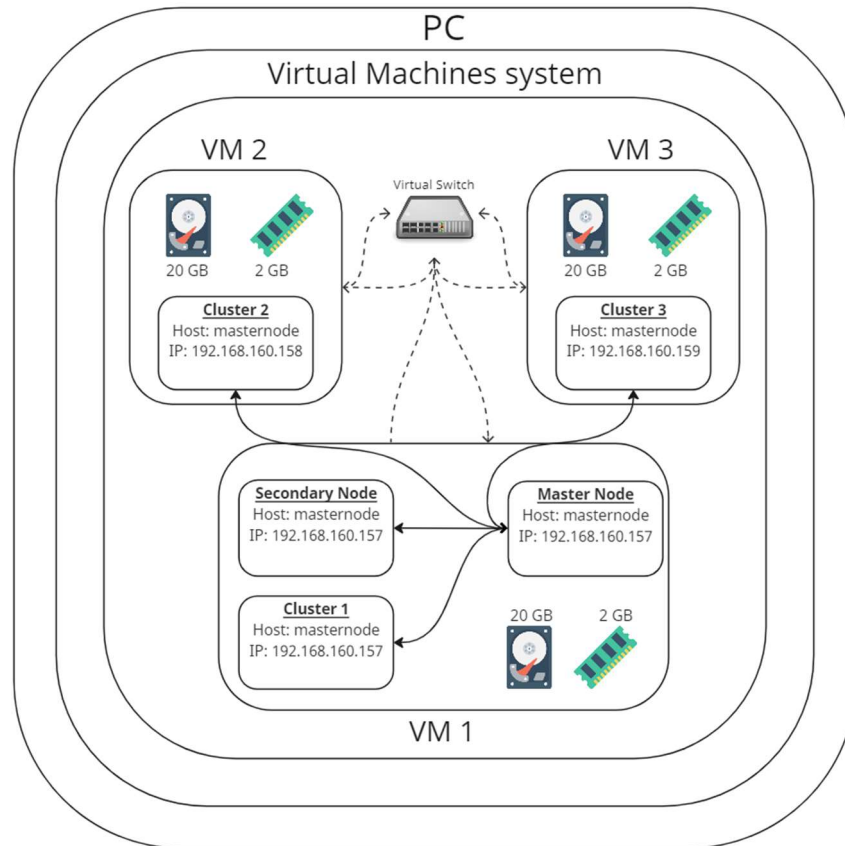 PC
Virtual Machines system
VM 2
VM 3
Virtual Switch
20 GB
2 GB
20 GB
2 GB
Cluster 2
Host: masternode
IP: 192.168.160.158
Cluster 3
Host: masternode
IP: 192.168.160.159
Secondary Node
Host: masternode
IP: 192.168.160.157
Master Node
Host: masternode
IP: 192.168.160.157
Cluster 1
Host: masternode
IP: 192.168.160.157
20 GB
2 GB
VM 1